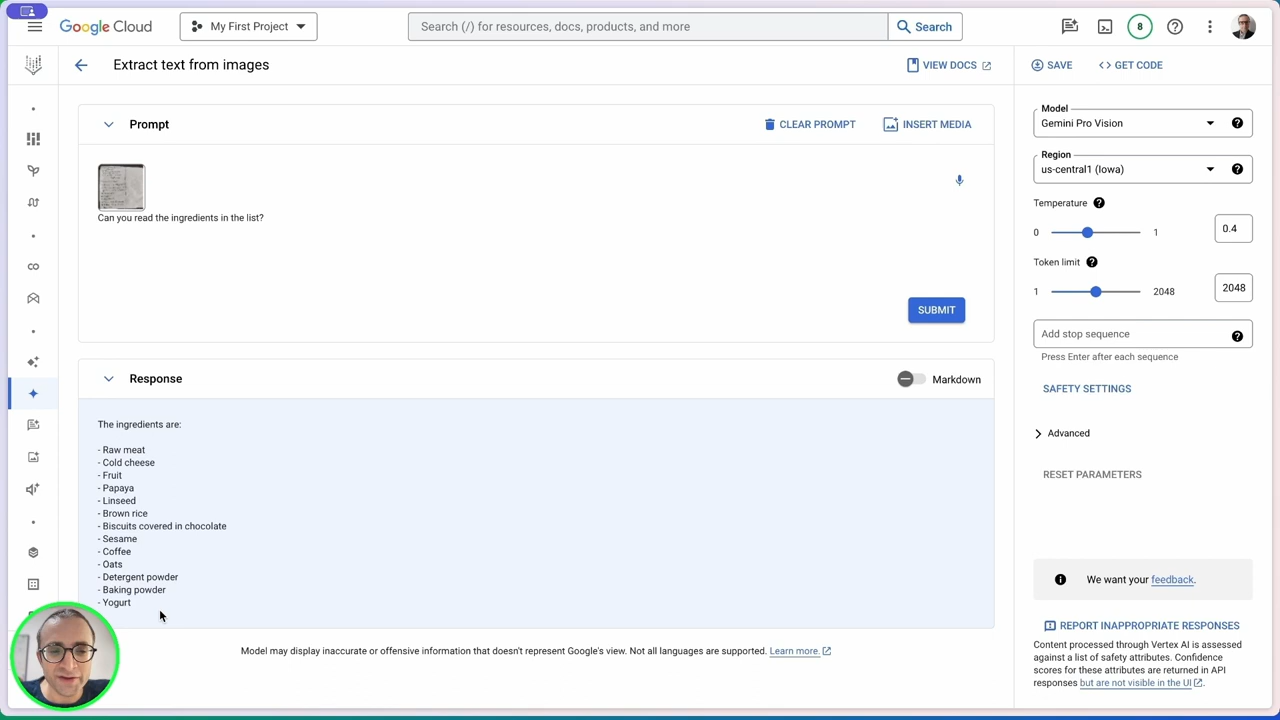 Google Cloud
My First Project
Search (/) for resources, docs, products, and more
Search
8
Extract text from images
VIEW DOCS
SAVE
GET CODE
Prompt
CLEAR PROMPT
INSERT MEDIA
Can you read the ingredients in the list?
SUBMIT
Response
Markdown
The ingredients are:
- Raw meat
- Cold cheese
- Fruit
- Papaya
- Linseed
- Brown rice
- Biscuits covered in chocolate
- Sesame
- Coffee
- Oats
- Detergent powder
- Baking powder
- Yogurt
Model may display inaccurate or offensive information that doesn't represent Google's view. Not all languages are supported. Learn more.
Model
Gemini Pro Vision
Region
us-central1 (Iowa)
Temperature
0
1
0.4
Token limit
1
2048
2048
Add stop sequence
Press Enter after each sequence
SAFETY SETTINGS
Advanced
RESET PARAMETERS
We want your feedback.
REPORT INAPPROPRIATE RESPONSES
Content processed through Vertex AI is assessed
against a list of safety attributes. Confidence
scores for these attributes are returned in API
responses but are not visible in the UI.